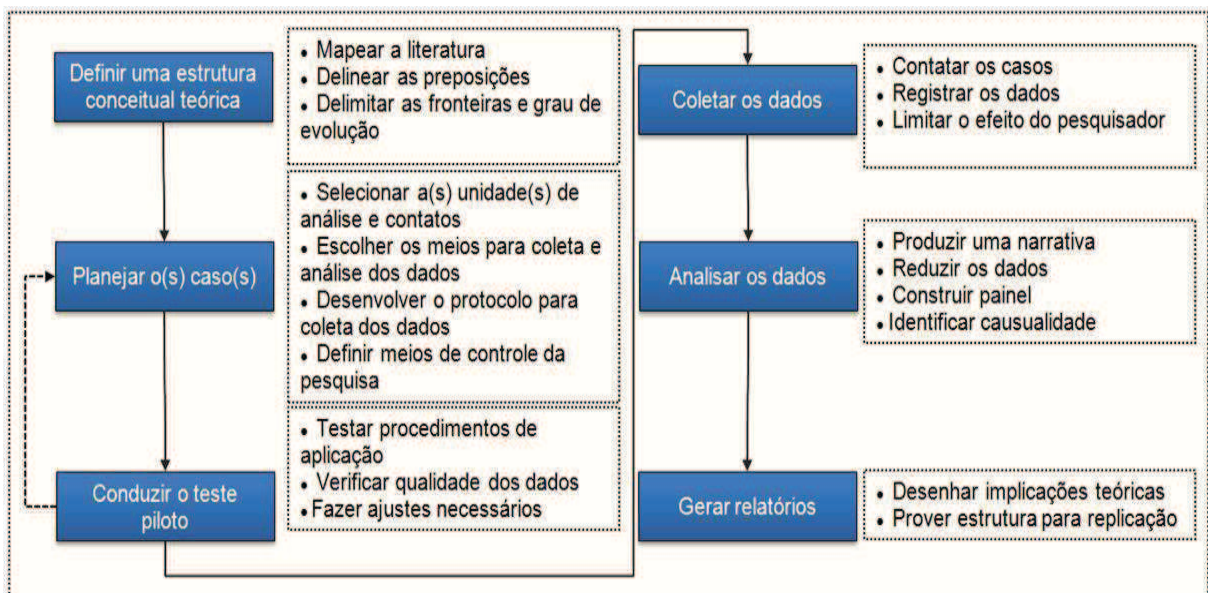 Definir uma estrutura
conceitual teórica
• Mapear a literatura
• Delinear as preposições
• Delimitar as fronteiras e grau de
evolução
Planejar o(s) caso(s)
• Selecionar a(s) unidade(s) de
análise e contatos
• Escolher os meios para coleta e
análise dos dados
• Desenvolver o protocolo para
coleta dos dados
• Definir meios de controle da
pesquisa
Conduzir o teste
piloto
• Testar procedimentos de
aplicação
• Verificar qualidade dos dados
• Fazer ajustes necessários
Coletar os dados
• Contatar os casos
• Registrar os dados
• Limitar o efeito do pesquisador
Analisar os dados
• Produzir uma narrativa
• Reduzir os dados
• Construir painel
• Identificar causualidade
Gerar relatórios
• Desenhar implicações teóricas
• Prover estrutura para replicação